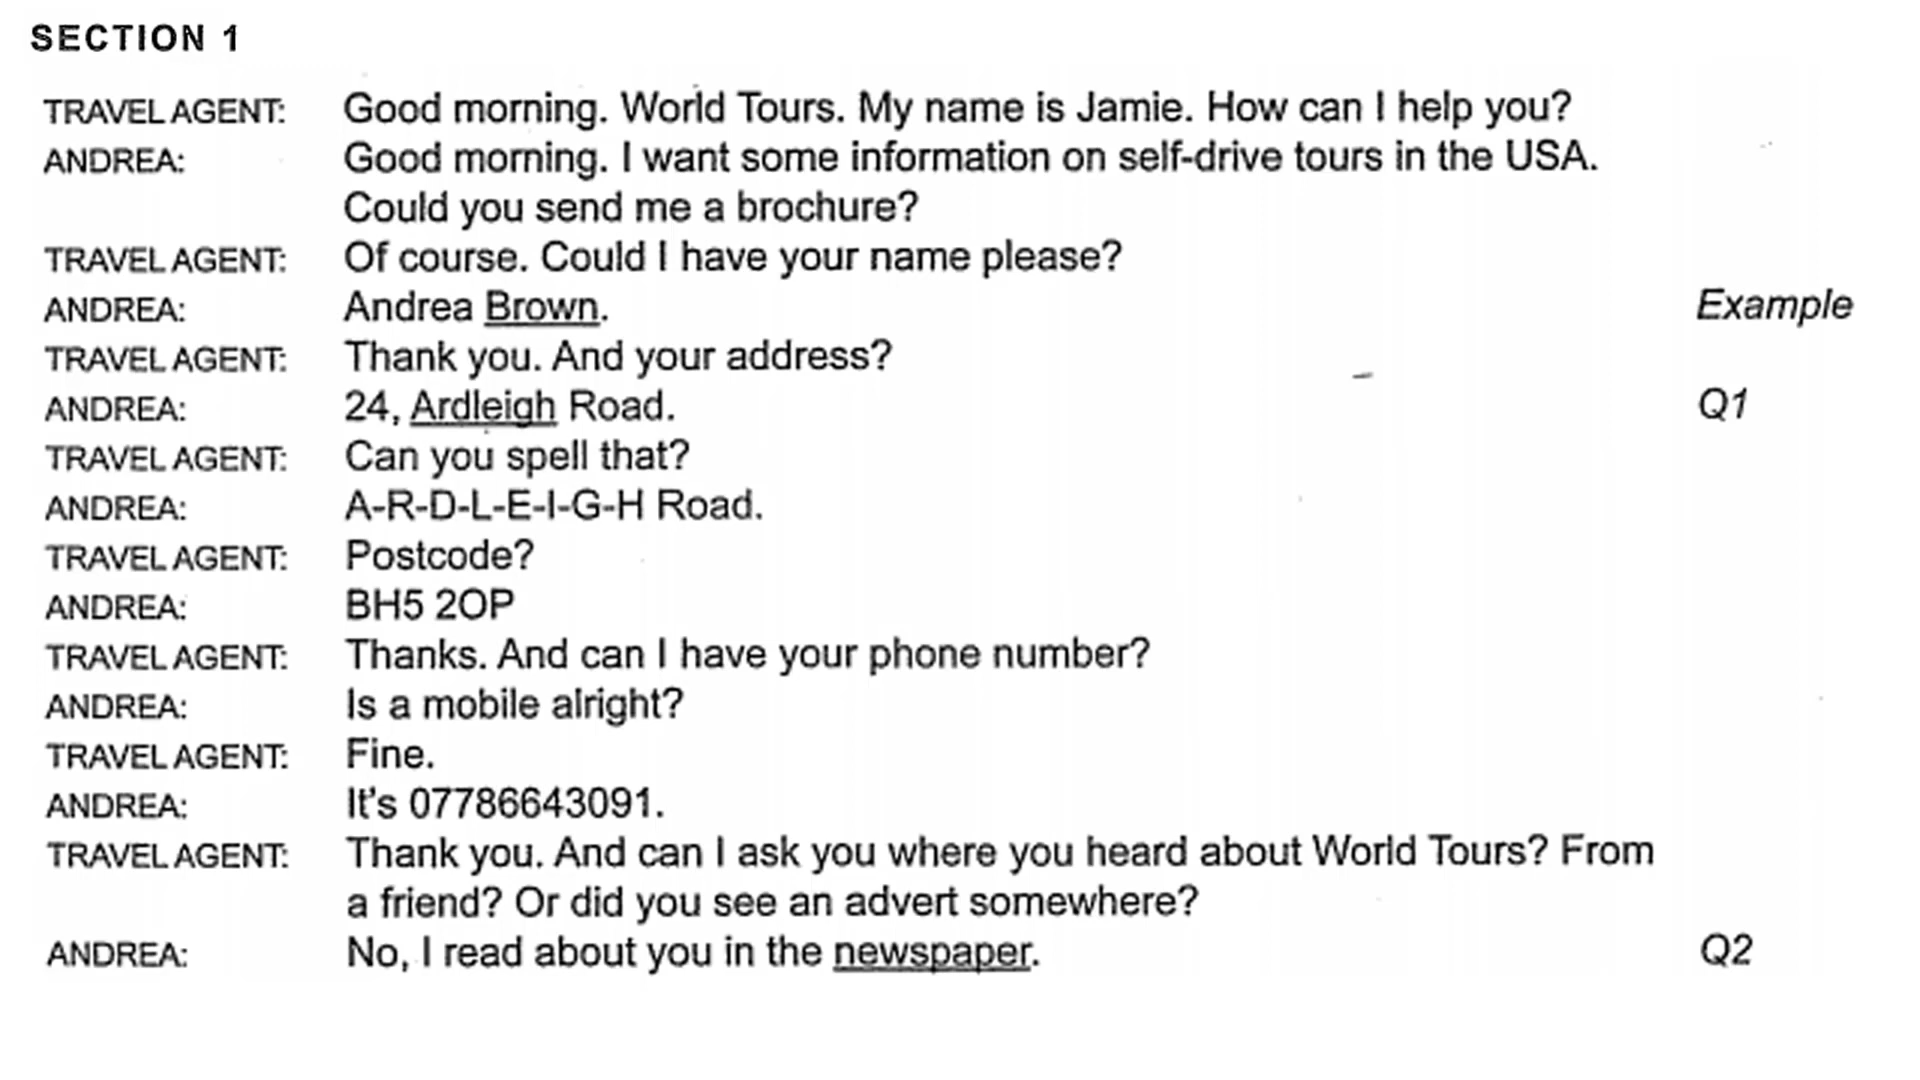 SECTION 1
TRAVEL AGENT: Good morning. World Tours. My name is Jamie. How can I help you?
ANDREA: Good morning. I want some information on self-drive tours in the USA.
Could you send me a brochure?
TRAVEL AGENT: Of course. Could I have your name please?
ANDREA: Andrea Brown. Example
TRAVEL AGENT: Thank you. And your address?
ANDREA: 24, Ardleigh Road. Q1
TRAVEL AGENT: Can you spell that?
ANDREA: A-R-D-L-E-I-G-H Road.
TRAVEL AGENT: Postcode?
ANDREA: BH5 2OP
TRAVEL AGENT: Thanks. And can I have your phone number?
ANDREA: Is a mobile alright?
TRAVEL AGENT: Fine.
ANDREA: It's 07786643091.
TRAVEL AGENT: Thank you. And can I ask you where you heard about World Tours? From
a friend? Or did you see an advert somewhere?
ANDREA: No, I read about you in the newspaper. Q2